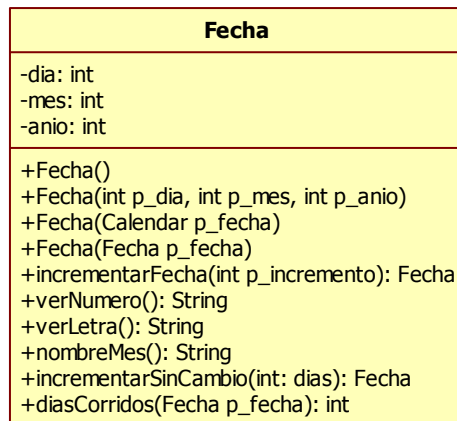 Fecha
-dia: int
-mes: int
-anio: int
+Fecha()
+Fecha(int p_dia, int p_mes, int p_anio)
+Fecha(Calendar p_fecha)
+Fecha(Fecha p_fecha)
+incrementarFecha(int p_incremento): Fecha
+verNumero(): String
+verLetra(): String
+nombreMes(): String
+incrementarSinCambio(int: dias): Fecha
+diasCorridos(Fecha p_fecha): int